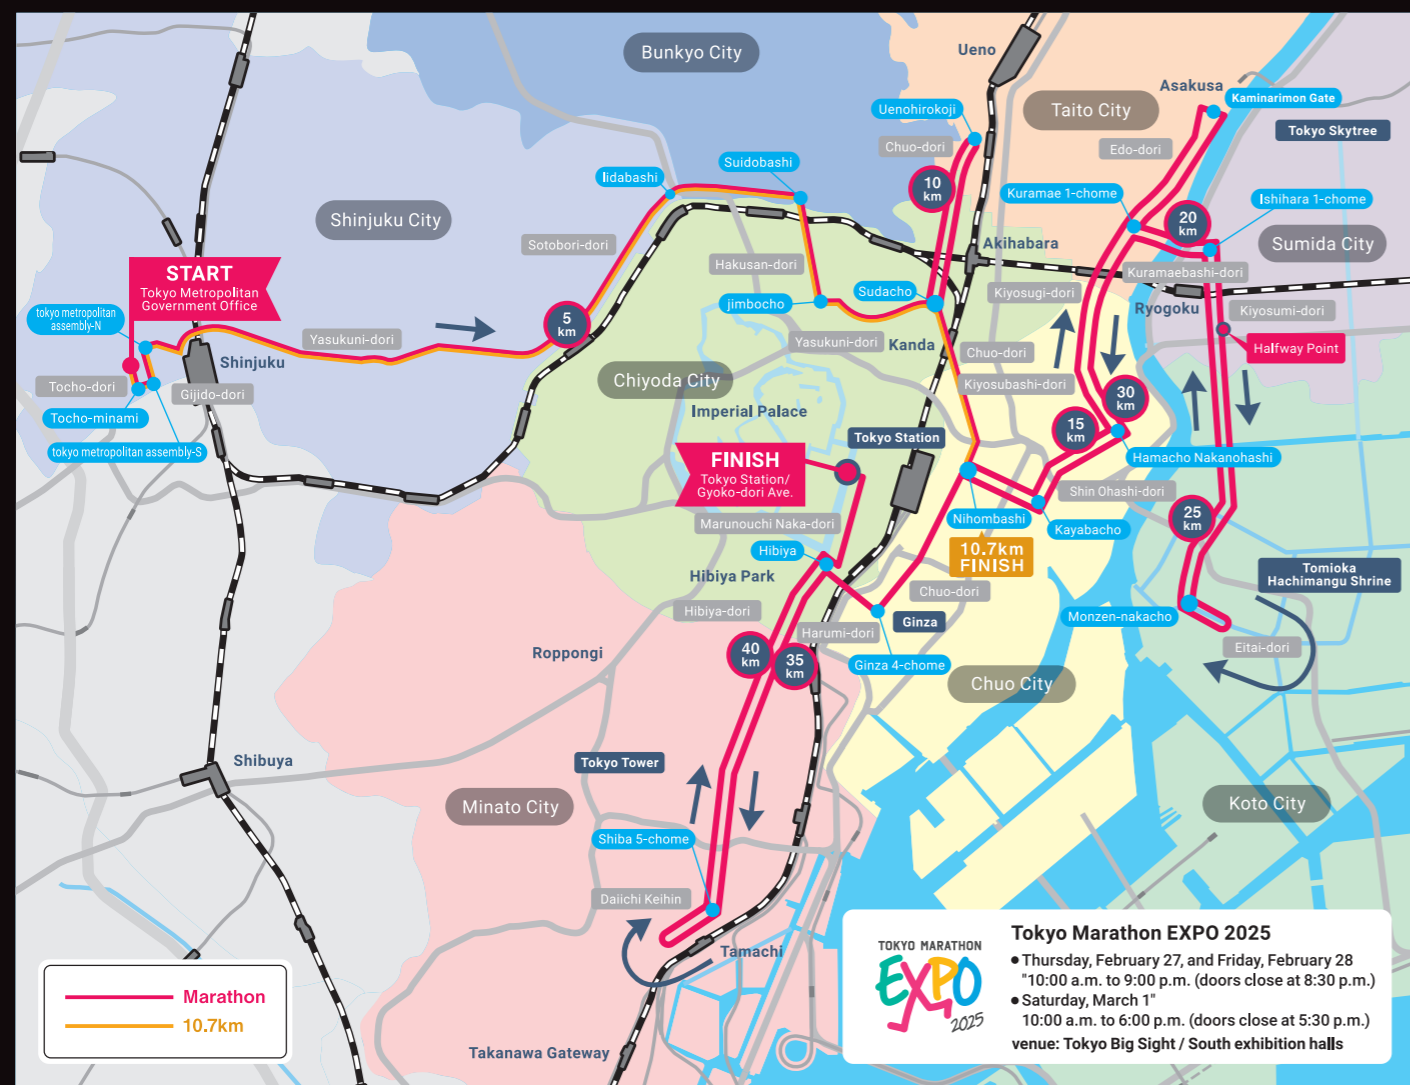 Bunkyo City
Ueno
Asakusa
Kaminarimon Gate
Taito City
Uenohirokoji
Tokyo Skytree
Chuo-dori
Edo-dori
Suidobashi
Iidabashi
10
km
Kuramae 1-chome
Ishihara 1-chome
Shinjuku City
20
km
Sotobori-dori
Akihabara
Sumida City
START
Tokyo Metropolitan
Government Office
Hakusan-dori
Kuramaebashi-dori
Sudacho
Kiyosugi-dori
jimbocho
Ryogoku
Kiyosumi-dori
tokyo metropolitan
assembly-N
5
km
Yasukuni-dori
Yasukuni-dori
Kanda
Chuo-dori
Halfway Point
Shinjuku
Chiyoda City
Kiyosubashi-dori
Tocho-dori
Gijido-dori
30
km
Imperial Palace
Tocho-minami
15
km
Tokyo Station
tokyo metropolitan assembly-S
Hamacho Nakanohashi
FINISH
Tokyo Station/
Gyoko-dori Ave.
Shin Ohashi-dori
Marunouchi Naka-dori
Nihombashi
25
km
Kayabacho
Hibiya
10.7km
FINISH
Hibiya Park
Tomioka
Hachimangu Shrine
Chuo-dori
Hibiya-dori
Monzen-nakacho
Ginza
Harumi-dori
Eitai-dori
Roppongi
40
km
35
km
Ginza 4-chome
Chuo City
Shibuya
Tokyo Tower
Minato City
Koto City
Shiba 5-chome
Daiichi Keihin
Tamachi
Takanawa Gateway
Marathon
10.7km
TOKYO MARATHON
EXPO
2025
Tokyo Marathon EXPO 2025
● Thursday, February 27, and Friday, February 28
"10:00 a.m. to 9:00 p.m. (doors close at 8:30 p.m.)
● Saturday, March 1"
10:00 a.m. to 6:00 p.m. (doors close at 5:30 p.m.)
venue: Tokyo Big Sight / South exhibition halls